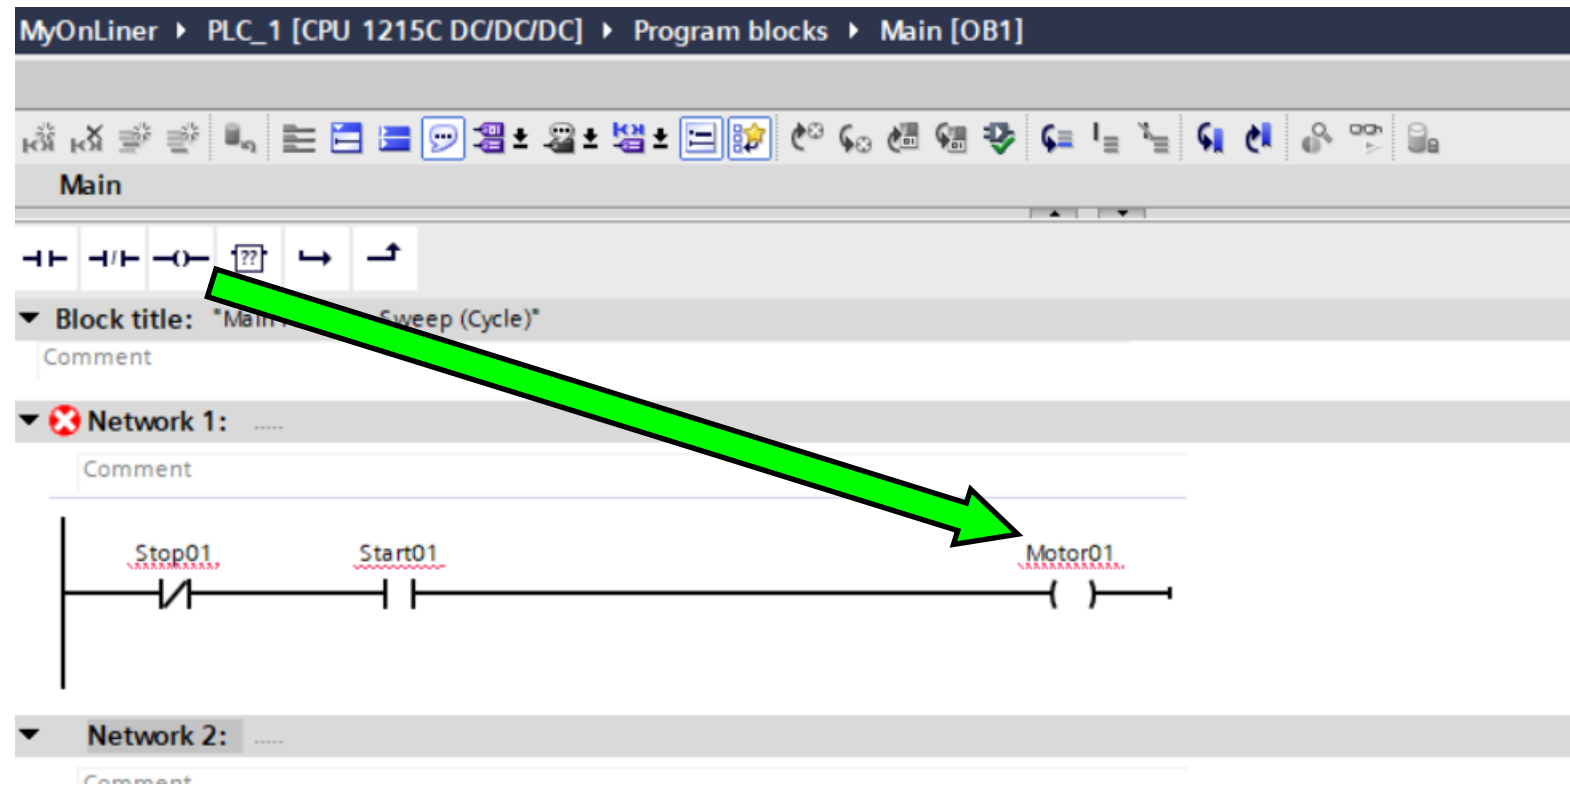 MyOnLiner ▸ PLC_1 [CPU 1215C DC/DC/DC] ▸ Program blocks ▸ Main [OB1]
Main
??
Block title: "Main Sweep (Cycle)"
Comment
Network 1: .....
Comment
Stop01 Start01 Motor01
Network 2: .....
Comment